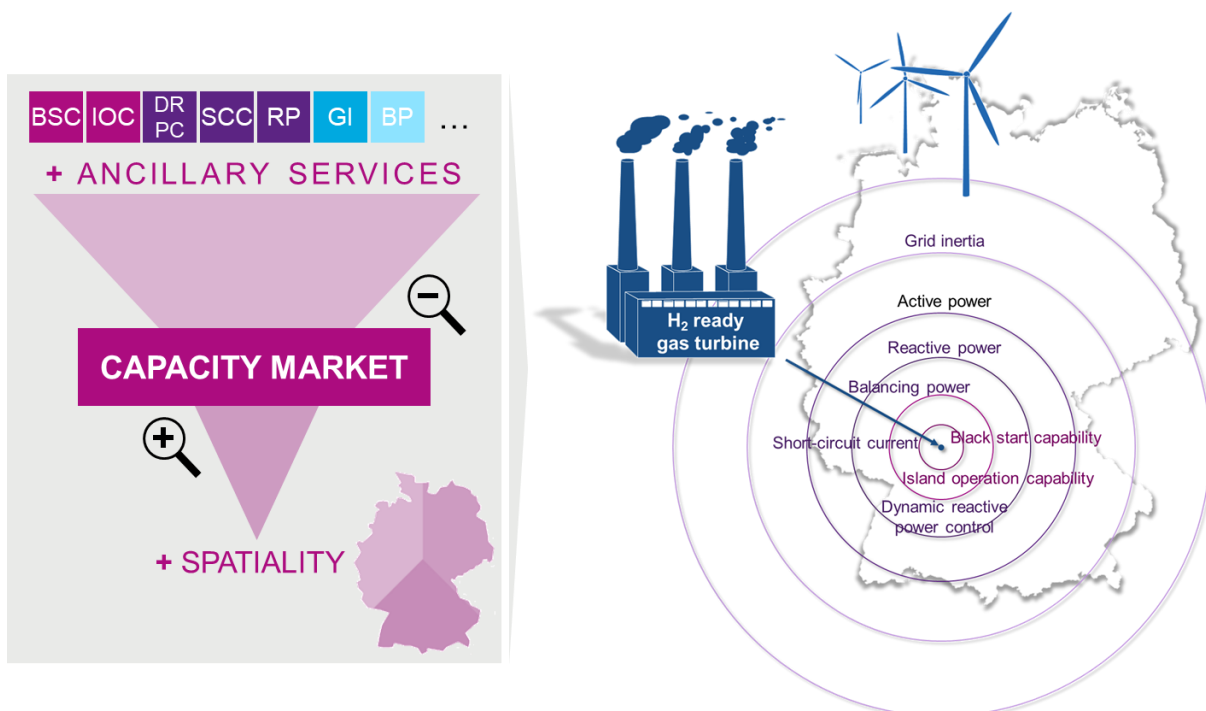 BSC IOC DR PC SCC RP GI BP ...
+ ANCILLARY SERVICES
CAPACITY MARKET
+ SPATIALITY
H₂ ready
gas turbine
Grid inertia
Active power
Reactive power
Balancing power
Short-circuit current
Black start capability
Island operation capability
Dynamic reactive
power control